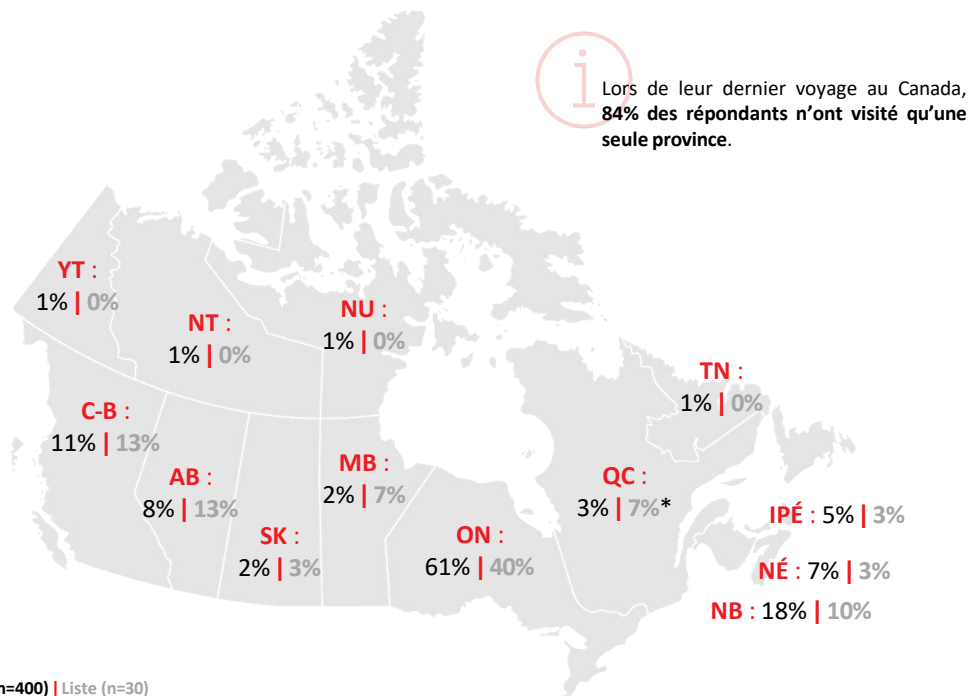 Lors de leur dernier voyage au Canada,
84% des répondants n'ont visité qu'une
seule province.
YT :
1% | 0%
NT :
1% | 0%
NU :
1% | 0%
TN :
1% | 0%
C-B :
11% | 13%
AB :
8% | 13%
MB :
2% | 7%
QC :
3% | 7%*
SK :
2% | 3%
ON :
61% | 40%
IPÉ : 5% | 3%
NÉ : 7% | 3%
NB : 18% | 10%
n=400) | Liste (n=30)